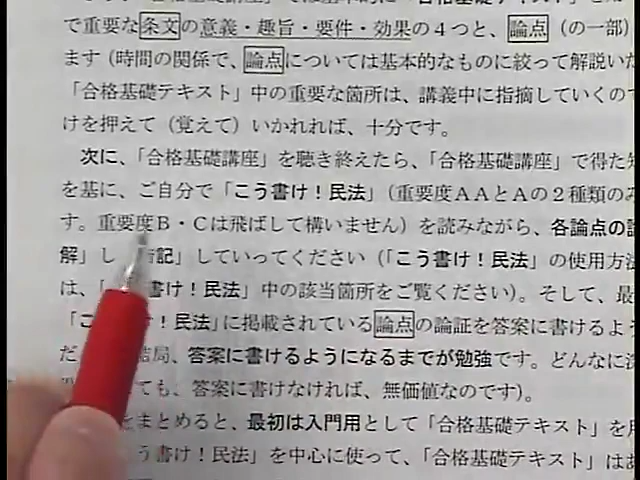 で重要な条文の意義・趣旨・要件・効果の4つと、論点（の一部）
ます（時間の関係で、論点については基本的なものに絞って解説い
「合格基礎テキスト」中の重要な箇所は、講義中に指摘していくの
けを押えて（覚えて）いかれれば、十分です。
次に、「合格基礎講座」を聴き終えたら、「合格基礎講座」で得た
を基に、ご自分で「こう書け！民法」（重要度AAとAの2種類の
す。重要度B・Cは飛ばして構いません）を読みながら、各論点の
解」し 記」していってください（「こう書け！民法」の使用方
は、「 書け！民法」中の該当箇所をご覧ください）。そして、最
「こ け！民法」に掲載されている論点の論証を答案に書けるよ
だ 結局、答案に書けるようになるまでが勉強です。どんなに
ても、答案に書けなければ、無価値なのです）。
をまとめると、最初は入門用として「合格基礎テキスト」を
う書け！民法」を中心に使って、「合格基礎テキスト」は